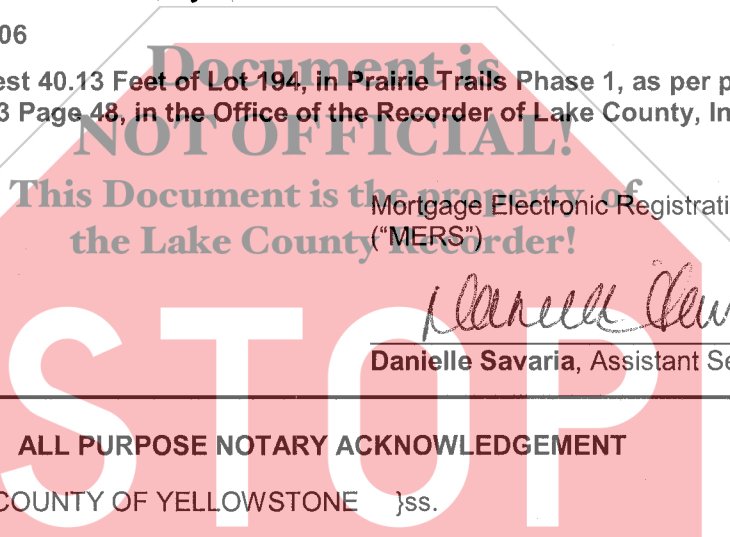 06
est 40.13 Feet of Lot 194, in Prairie Trails Phase 1, as per p
3 Page 48, in the Office of the Recorder of Lake County, In
Document is
NOT OFFICIAL!
This Document is the property of
the Lake County Recorder!
Mortgage Electronic Registrati
("MERS")
Danielle Savaria, Assistant Se
STOP
ALL PURPOSE NOTARY ACKNOWLEDGEMENT
COUNTY OF YELLOWSTONE }ss.